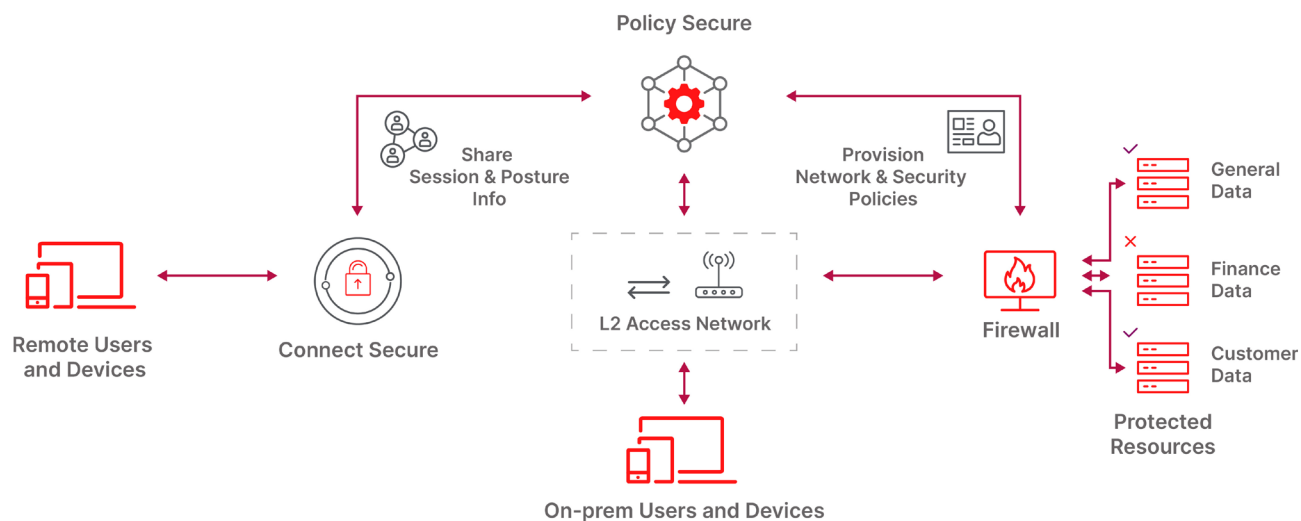 Policy Secure
Share
Session & Posture
Info
Provision
Network & Security
Policies
General
Data
Finance
Data
Customer
Data
Protected
Resources
Remote Users
and Devices
Connect Secure
L2 Access Network
Firewall
On-prem Users and Devices